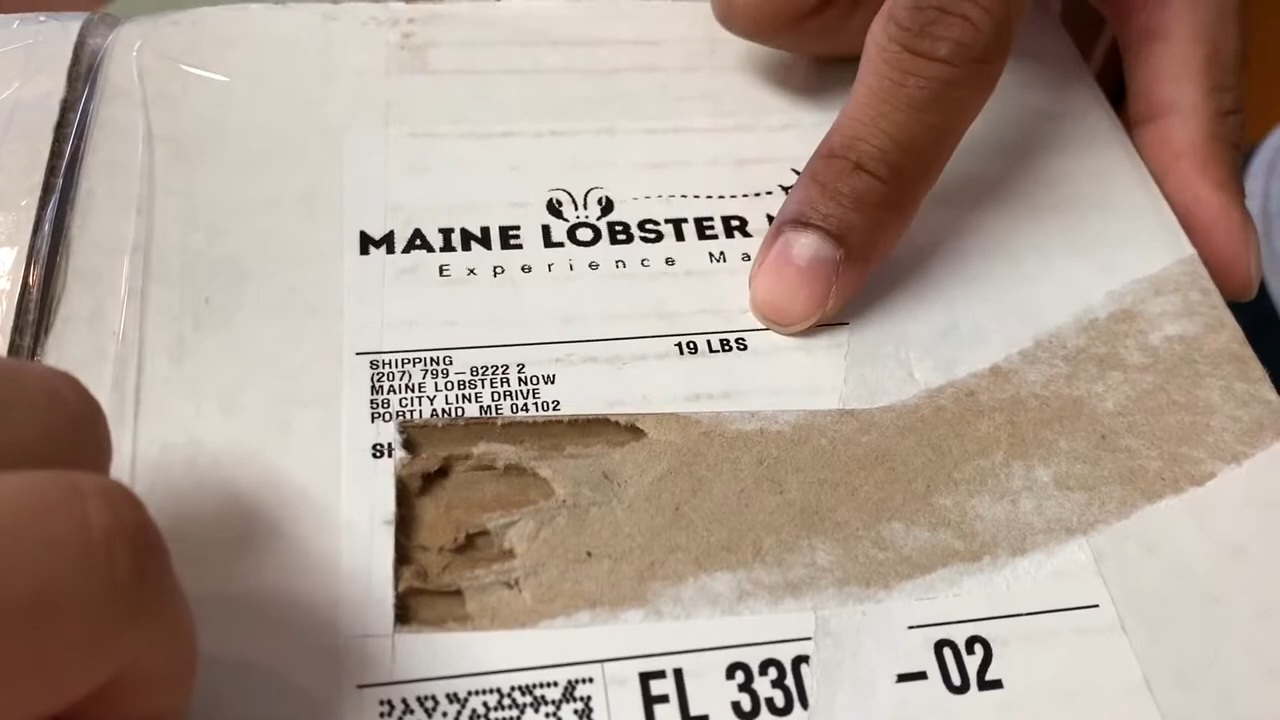 MAINE LOBSTER
Experience Ma
SHIPPING
19 LBS
(207) 799-8222 2
MAINE LOBSTER NOW
58 CITY LINE DRIVE
PORTLAND ME 04102
SH
FL 330
-02